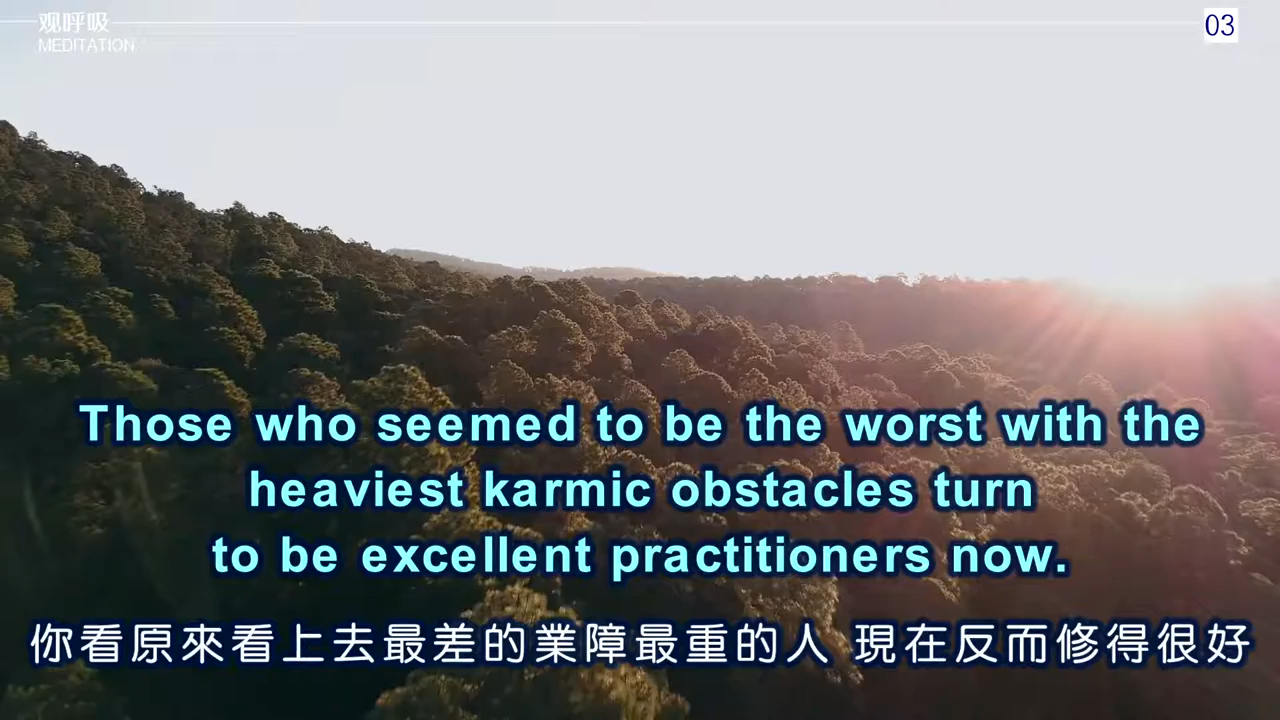 观呼吸
MEDITATION
03
Those who seemed to be the worst with the
heaviest karmic obstacles turn
to be excellent practitioners now.
你看原來看上去最差的業障最重的人 現在反而修得很好